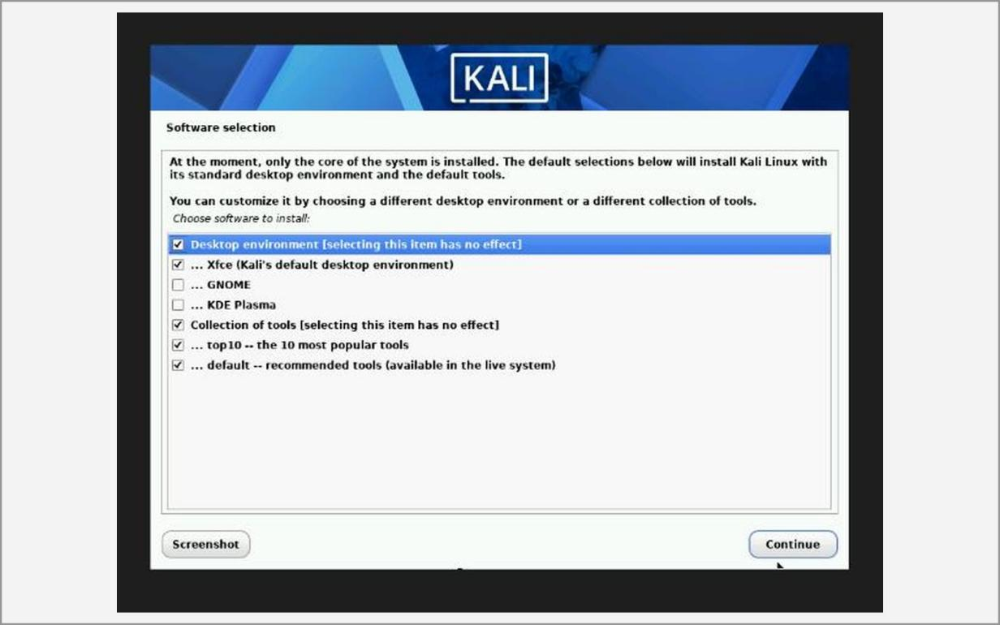 KALI
Software selection
At the moment, only the core of the system is installed. The default selections below will install Kali Linux with
its standard desktop environment and the default tools.
You can customize it by choosing a different desktop environment or a different collection of tools.
Choose software to install:
Desktop environment [selecting this item has no effect]
... Xfce (Kali's default desktop environment)
... GNOME
... KDE Plasma
Collection of tools [selecting this item has no effect]
... top10 -- the 10 most popular tools
... default -- recommended tools (available in the live system)
Screenshot
Continue